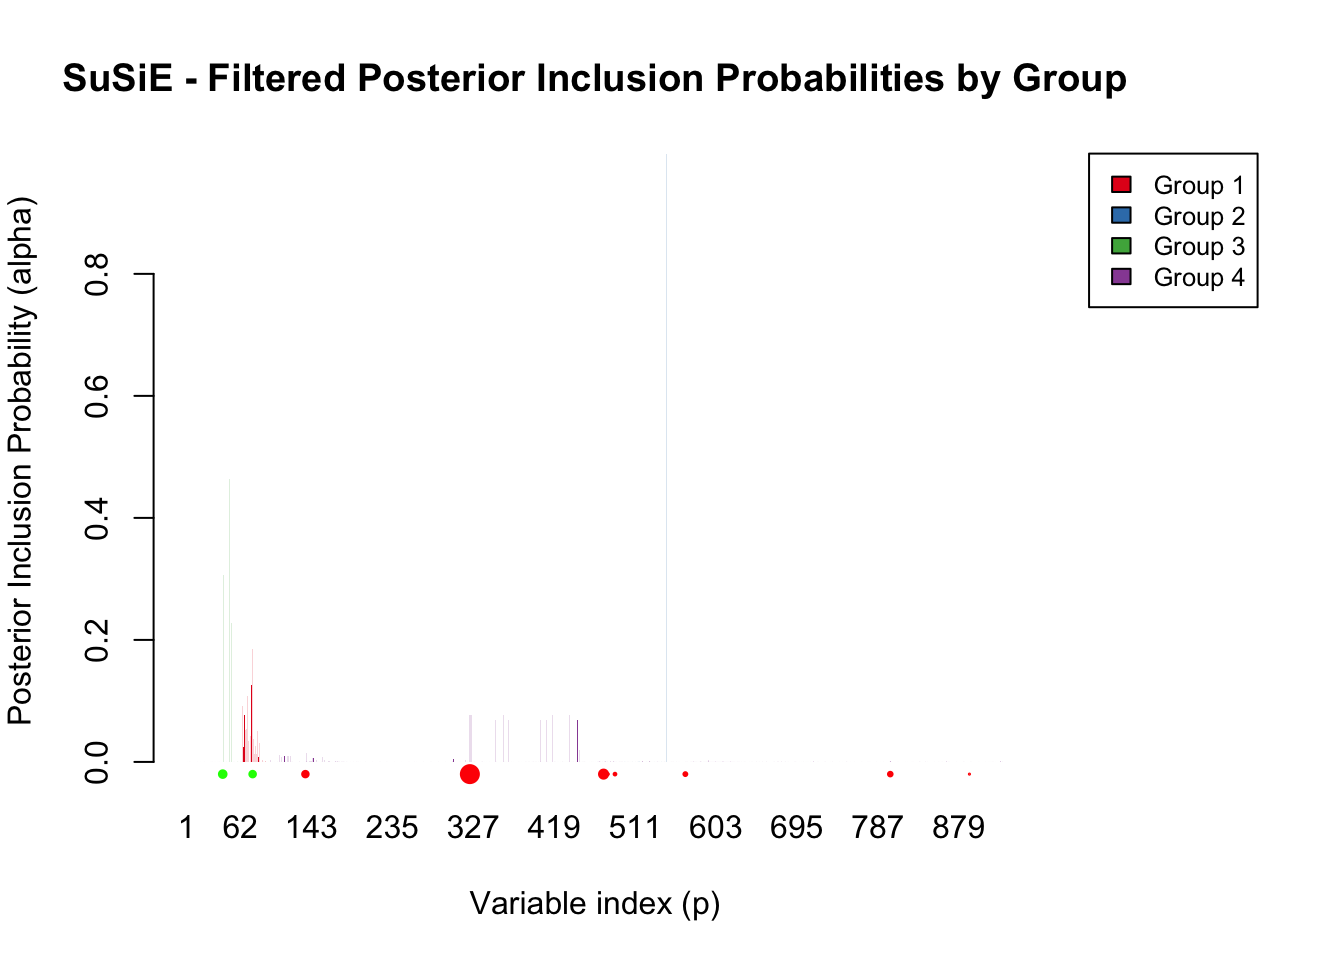 SuSiE - Filtered Posterior Inclusion Probabilities by Group
Posterior Inclusion Probability (alpha)
0.8
0.6
0.4
0.2
0.0
1 62 143 235 327 419 511 603 695 787 879
Variable index (p)
Group 1
Group 2
Group 3
Group 4